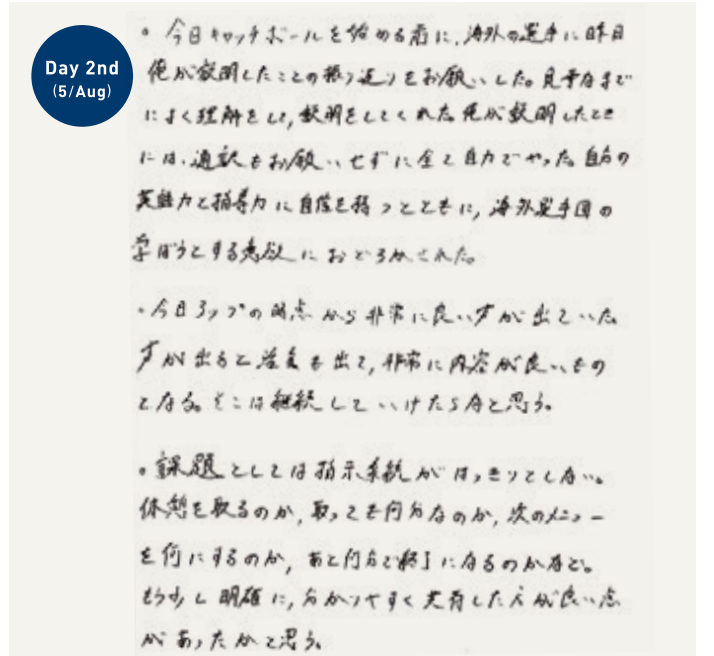 Day 2nd
(5/Aug)
・今日キャッチボールを始める前に、海外の選手に昨日
俺が説明したことの振り返りをお願いした。見事なまで
によく理解をして、説明をしてくれた。俺が説明したとき
には、通訳もお願いせずに全て自力でやった。自分の
英語力と指導力に自信を持つとともに、海外選手団の
学ぼうとする意欲におどろかされた。
・今日アップの時点から非常に良い声が出ていた。
声が出ると活気も出て、非常に内容が良いもの
となる。そこは継続していけたらなと思う。
・課題としては指示系統がはっきりとしない。
休憩を取るのか、取っても何分なのか、次のメニュー
を何にするのか、あと何分で終了になるのかなど。
もう少し明確に、分かりやすく共有した方が良い点
があったかと思う。